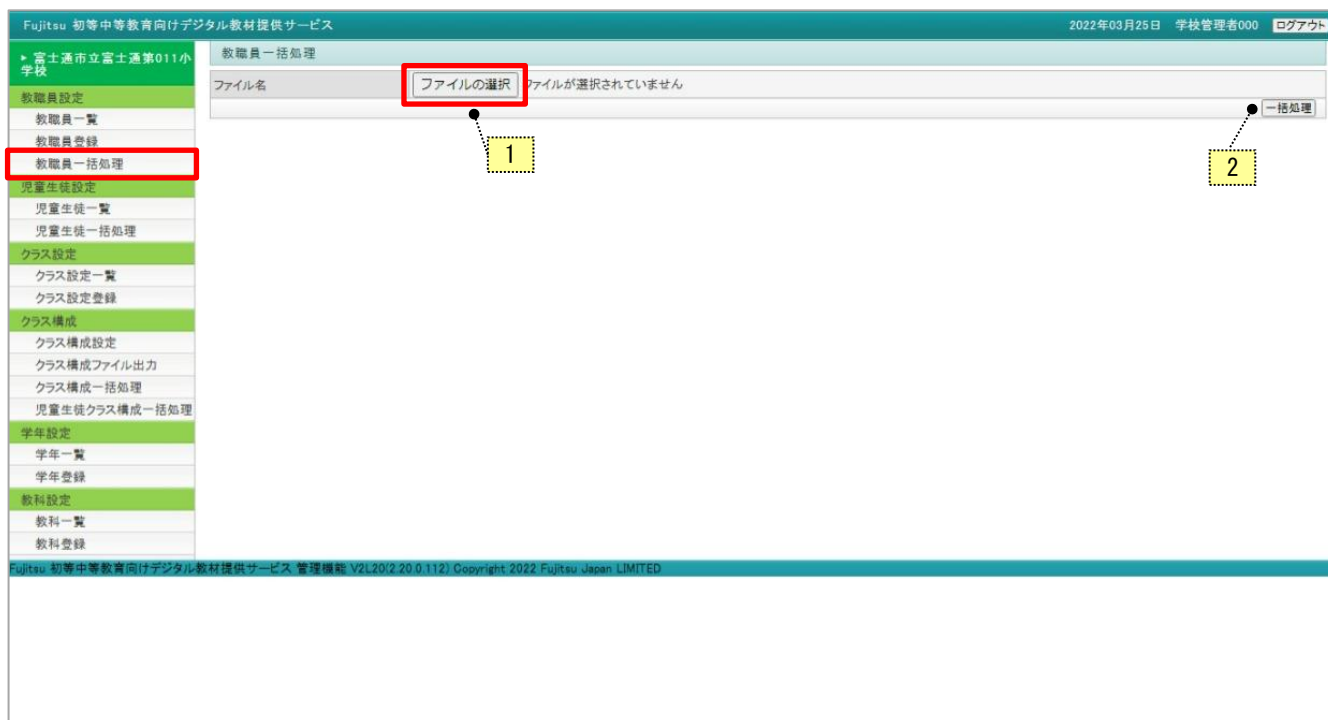 Fujitsu 初等中等教育向けデジタル教材提供サービス 2022年03月25日 学校管理者000 ログアウト
富士通市立富士通第011小
学校
教職員一括処理
ファイル名 ファイルの選択 ファイルが選択されていません
一括処理
1
2
教職員設定
教職員一覧
教職員登録
教職員一括処理
児童生徒設定
児童生徒一覧
児童生徒一括処理
クラス設定
クラス設定一覧
クラス設定登録
クラス構成
クラス構成設定
クラス構成ファイル出力
クラス構成一括処理
児童生徒クラス構成一括処理
学年設定
学年一覧
学年登録
教科設定
教科一覧
教科登録
Fujitsu 初等中等教育向けデジタル教材提供サービス 管理機能 V2L20(2.20.0.112) Copyright 2022 Fujitsu Japan LIMITED